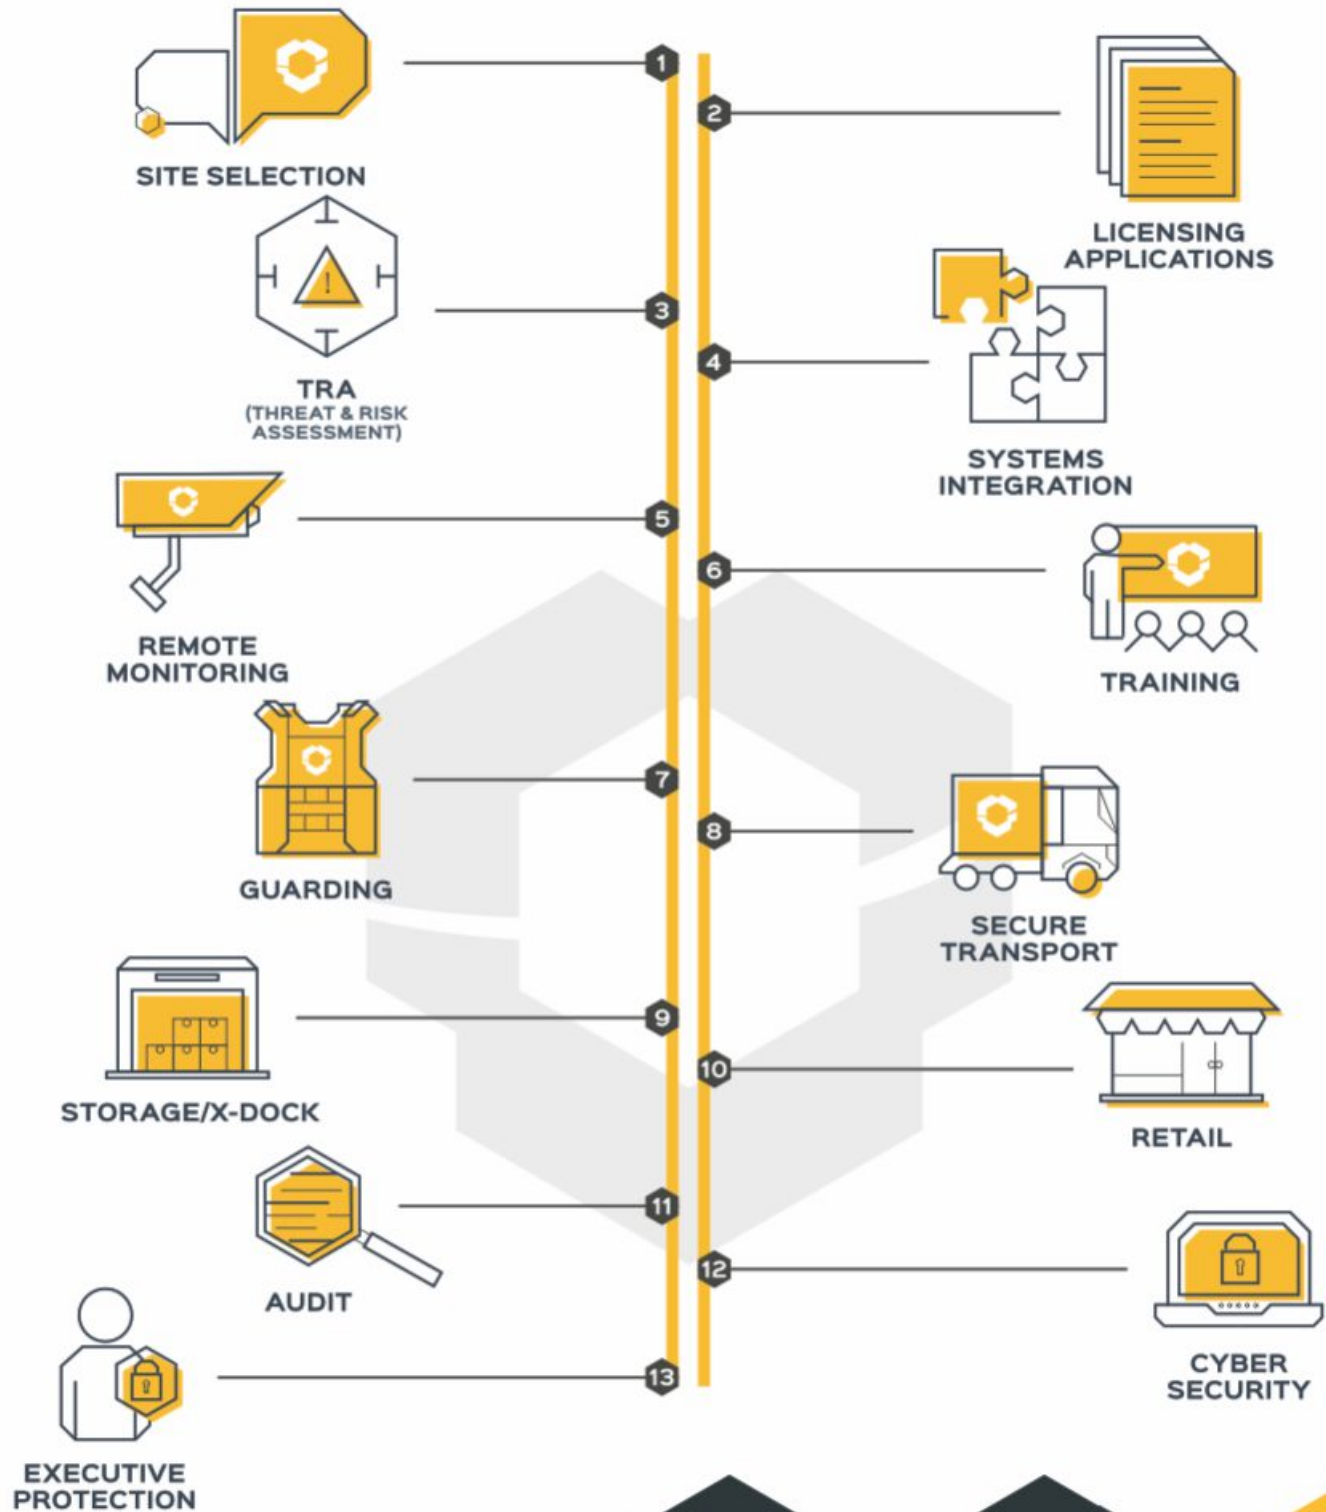 1
SITE SELECTION
2
LICENSING
APPLICATIONS
3
TRA
(THREAT & RISK
ASSESSMENT)
4
SYSTEMS
INTEGRATION
5
REMOTE
MONITORING
6
TRAINING
7
GUARDING
8
SECURE
TRANSPORT
9
STORAGE/X-DOCK
10
RETAIL
11
AUDIT
12
CYBER
SECURITY
13
EXECUTIVE
PROTECTION